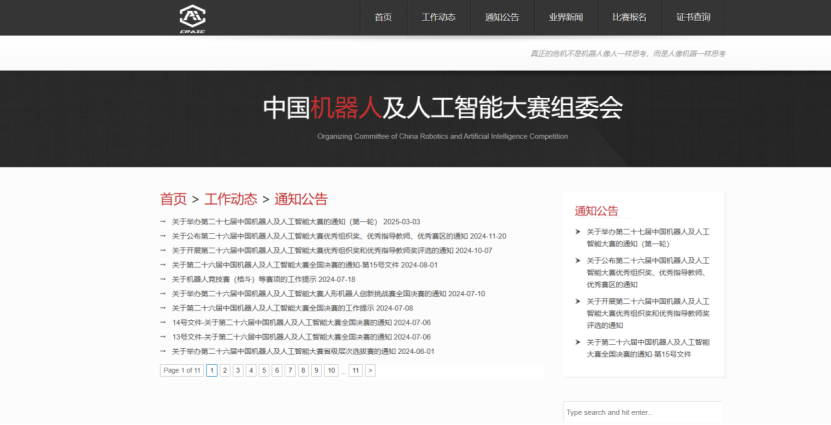 CRAIC
首页
工作动态
通知公告
业界新闻
比赛报名
证书查询
真正的危机不是机器人像人一样思考，而是人像机器一样思考
中国机器人及人工智能大赛组委会
Organizing Committee of China Robotics and Artificial Intelligence Competition
首页 > 工作动态 > 通知公告
关于举办第二十七届中国机器人及人工智能大赛的通知（第一轮） 2025-03-03
关于公布第二十六届中国机器人及人工智能大赛优秀组织奖、优秀指导教师、优秀赛区的通知 2024-11-20
关于开展第二十六届中国机器人及人工智能大赛优秀组织奖和优秀指导教师奖评选的通知 2024-10-07
关于第二十六届中国机器人及人工智能大赛全国决赛的通知-第15号文件 2024-08-01
关于机器人竞技赛（格斗）等赛项的工作提示 2024-07-18
关于举办第二十六届中国机器人及人工智能大赛人形机器人创新挑战赛全国决赛的通知 2024-07-10
关于第二十六届中国机器人及人工智能大赛全国决赛的工作提示 2024-07-08
14号文件-关于第二十六届中国机器人及人工智能大赛全国决赛的通知 2024-07-06
13号文件-关于第二十六届中国机器人及人工智能大赛全国决赛的通知 2024-07-06
关于举办第二十六届中国机器人及人工智能大赛省级层次选拔赛的通知 2024-06-01
Page 1 of 11 1 2 3 4 5 6 7 8 9 10 ... 11 >
通知公告
关于举办第二十七届中国机器人及人工
智能大赛的通知（第一轮）
关于公布第二十六届中国机器人及人工
智能大赛优秀组织奖、优秀指导教师、
优秀赛区的通知
关于开展第二十六届中国机器人及人工
智能大赛优秀组织奖和优秀指导教师奖
评选的通知
关于第二十六届中国机器人及人工智能
大赛全国决赛的通知-第15号文件
Type search and hit enter...